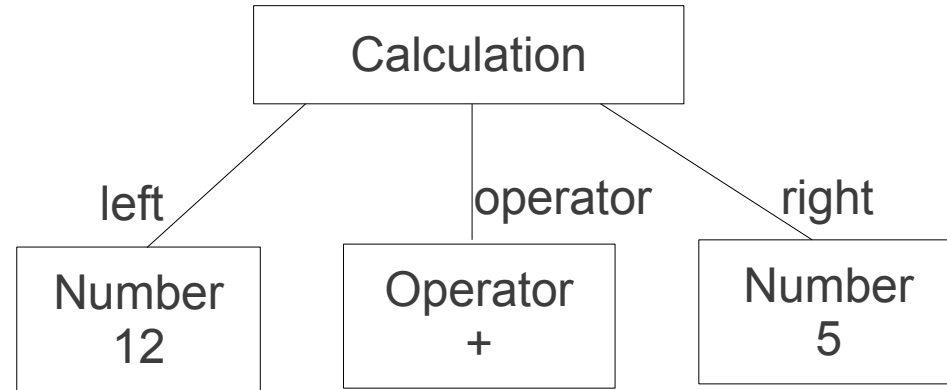 Calculation
left
operator
right
Number
12
Operator
+
Number
5